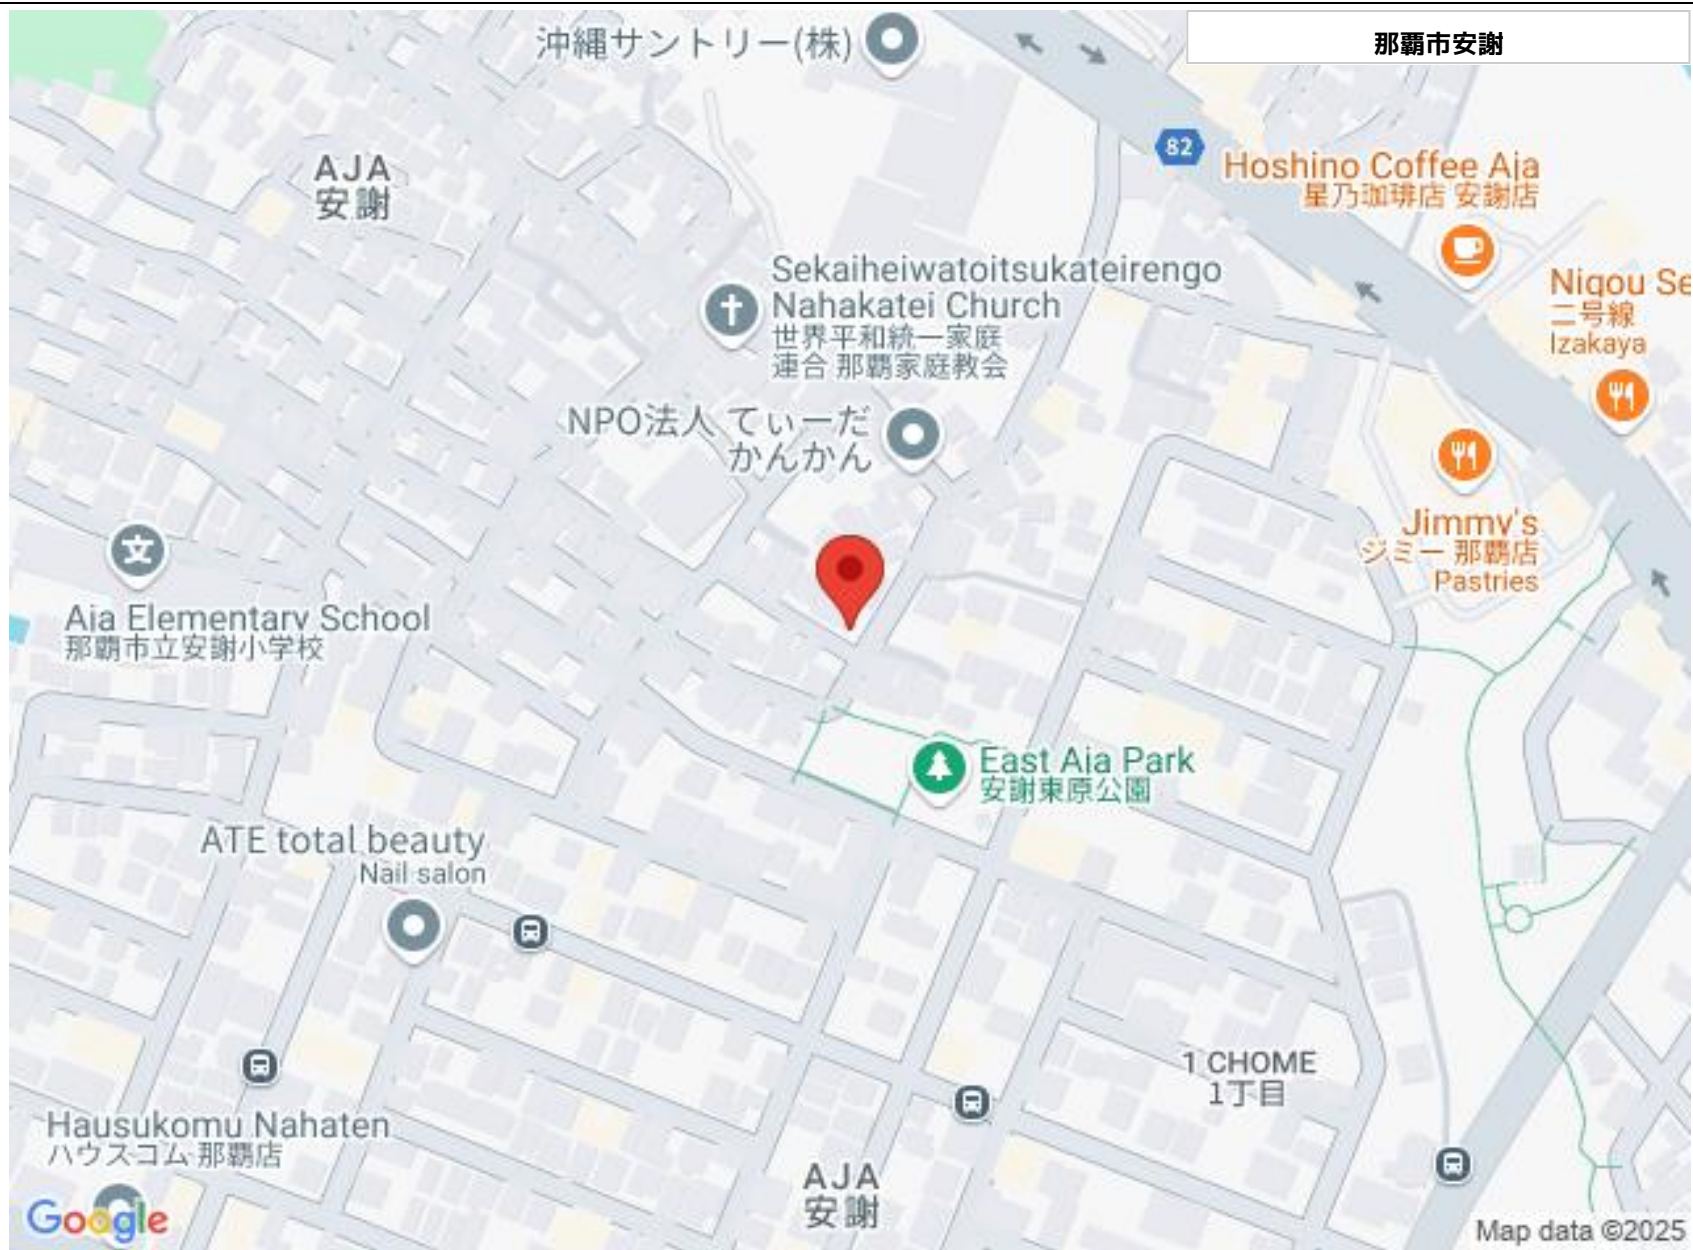 沖縄サントリー(株)
那覇市安謝
82
AJA
安謝
Hoshino Coffee Aja
星乃珈琲店 安謝店
Sekaiheiwatoitsukateirengo
Nahakatei Church
世界平和統一家庭
連合 那覇家庭教会
Nigou Se
二号線
Izakaya
NPO法人 てぃーだ
かんかん
Jimmy's
ジミー 那覇店
Pastries
文
Aja Elementary School
那覇市立安謝小学校
East Aja Park
安謝東原公園
ATE total beauty
Nail salon
1 CHOME
1丁目
Hausukomu Nahaten
ハウスコム 那覇店
AJA
安謝
Google
Map data ©2025